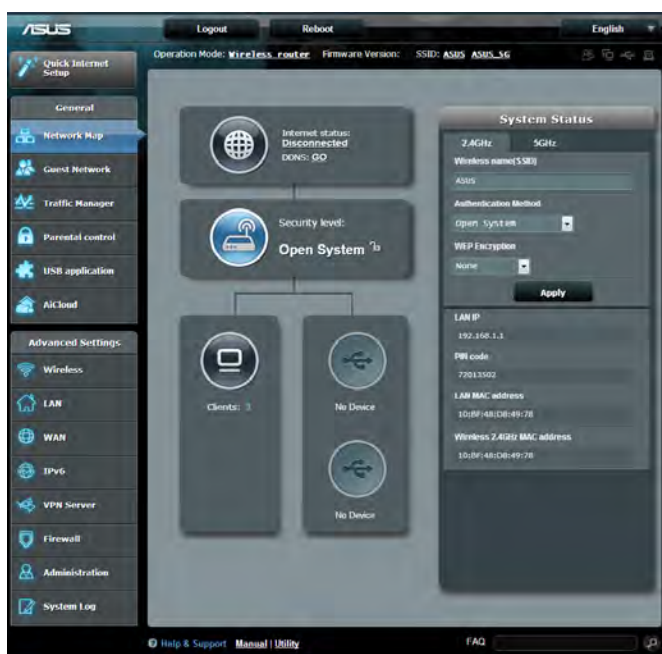 ASUS
Logout
Reboot
English
Quick Internet
Setup
Operation Mode: Wireless router Firmware Version: SSID: ASUS ASUS_5G
General
Network Map
Guest Network
Traffic Manager
Parental control
USB application
AiCloud
Advanced Settings
Wireless
LAN
WAN
IPv6
VPN Server
Firewall
Administration
System Log
Internet status:
Disconnected
DDNS: GO
Security level:
Open System
Clients: 3
No Device
No Device
System Status
2.4GHz
5GHz
Wireless name(SSID)
ASUS
Authentication Method
Open System
WEP Encryption
None
Apply
LAN IP
192.168.1.1
PIN code
72013502
LAN MAC address
10:BF:48:D8:49:78
Wireless 2.4GHz MAC address
10:BF:48:D8:49:78
Help & Support Manual | Utility
FAQ